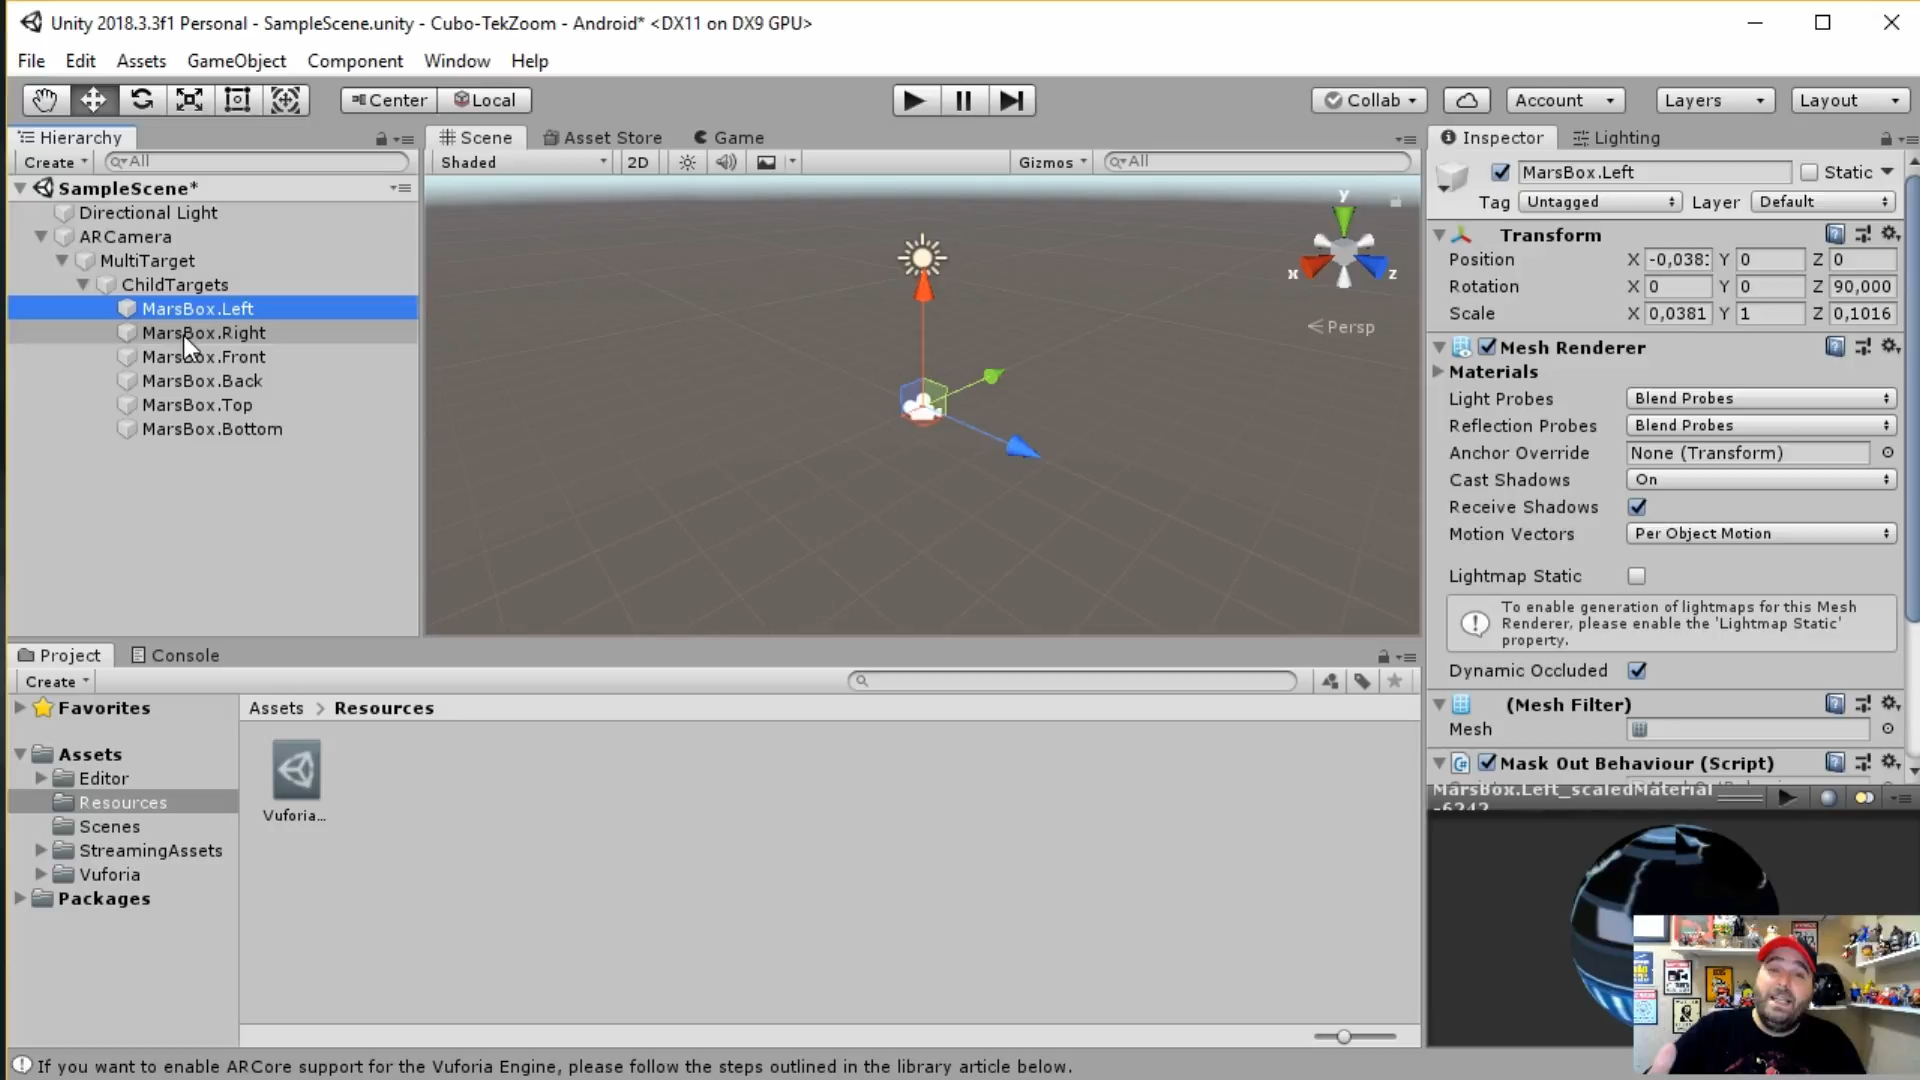 Unity 2018.3.3f1 Personal - SampleScene.unity - Cubo-TekZoom - Android* <DX11 on DX9 GPU>
File Edit Assets GameObject Component Window Help
Center Local Collab Account Layers Layout
Hierarchy
Create All
SampleScene*
Directional Light
ARCamera
MultiTarget
ChildTargets
MarsBox.Left
MarsBox.Right
MarsBox.Front
MarsBox.Back
MarsBox.Top
MarsBox.Bottom
Scene Asset Store Game
Shaded 2D Gizmos All
y
x z
Persp
Inspector Lighting
MarsBox.Left Static
Tag Untagged Layer Default
Transform
Position X -0,038 Y 0 Z 0
Rotation X 0 Y 0 Z 90,000
Scale X 0,0381 Y 1 Z 0,1016
Mesh Renderer
Materials
Light Probes Blend Probes
Reflection Probes Blend Probes
Anchor Override None (Transform)
Cast Shadows On
Receive Shadows
Motion Vectors Per Object Motion
Lightmap Static
To enable generation of lightmaps for this Mesh
Renderer, please enable the 'Lightmap Static'
property.
Dynamic Occluded
(Mesh Filter)
Mesh
Mask Out Behaviour (Script)
MarsBox.Left_scaledMaterial
-6242
Project Console
Create
Favorites
Assets
Editor
Resources
Scenes
StreamingAssets
Vuforia
Packages
Assets > Resources
Vuforia...
If you want to enable ARCore support for the Vuforia Engine, please follow the steps outlined in the library article below.